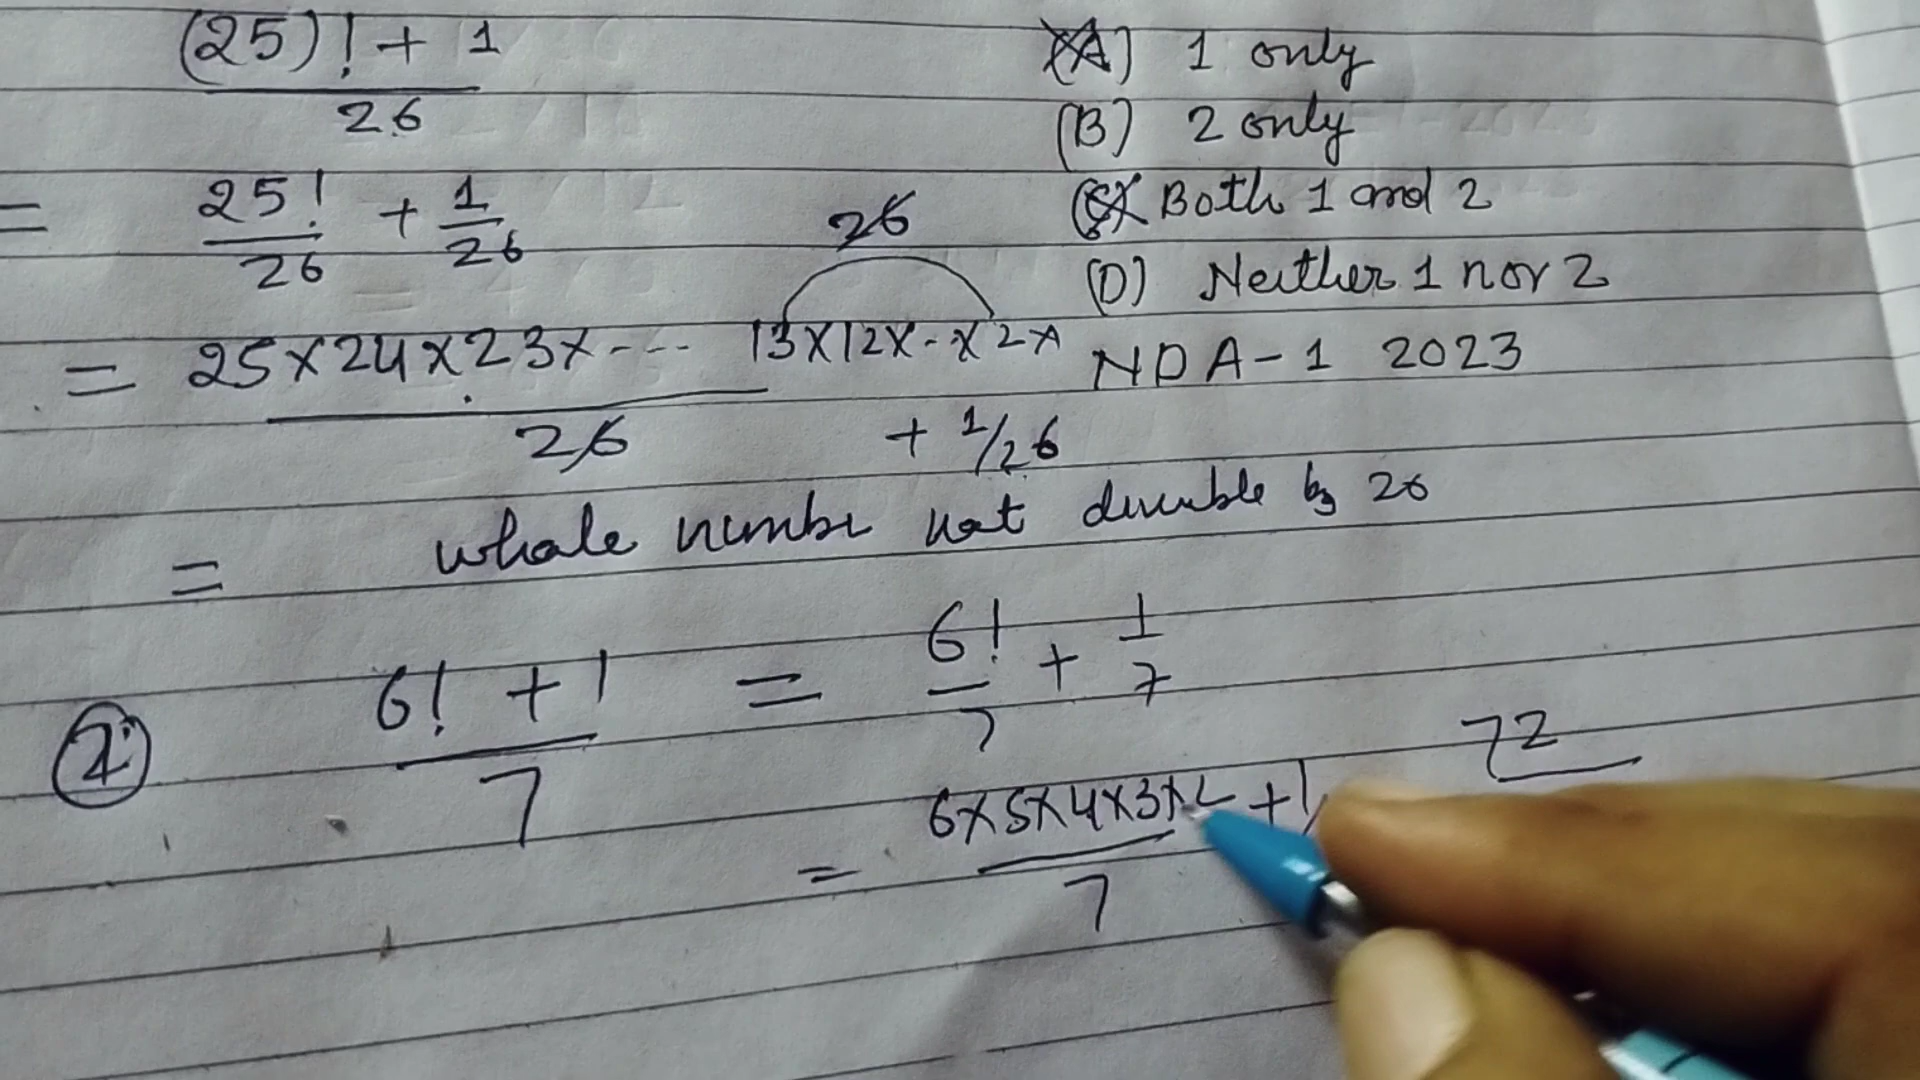 (25)! + 1
26
= 25!/26 + 1/26
26
= 25×24×23×--- 13×12×-×2×
26 + 1/26
= whole number not divisible by 26
(A) 1 only
(B) 2 only
(C) Both 1 and 2
(D) Neither 1 nor 2
NDA-1 2023
② 6! + 1 = 6! + 1
7 7 7
72
= 6×5×4×3×2 + 1
7